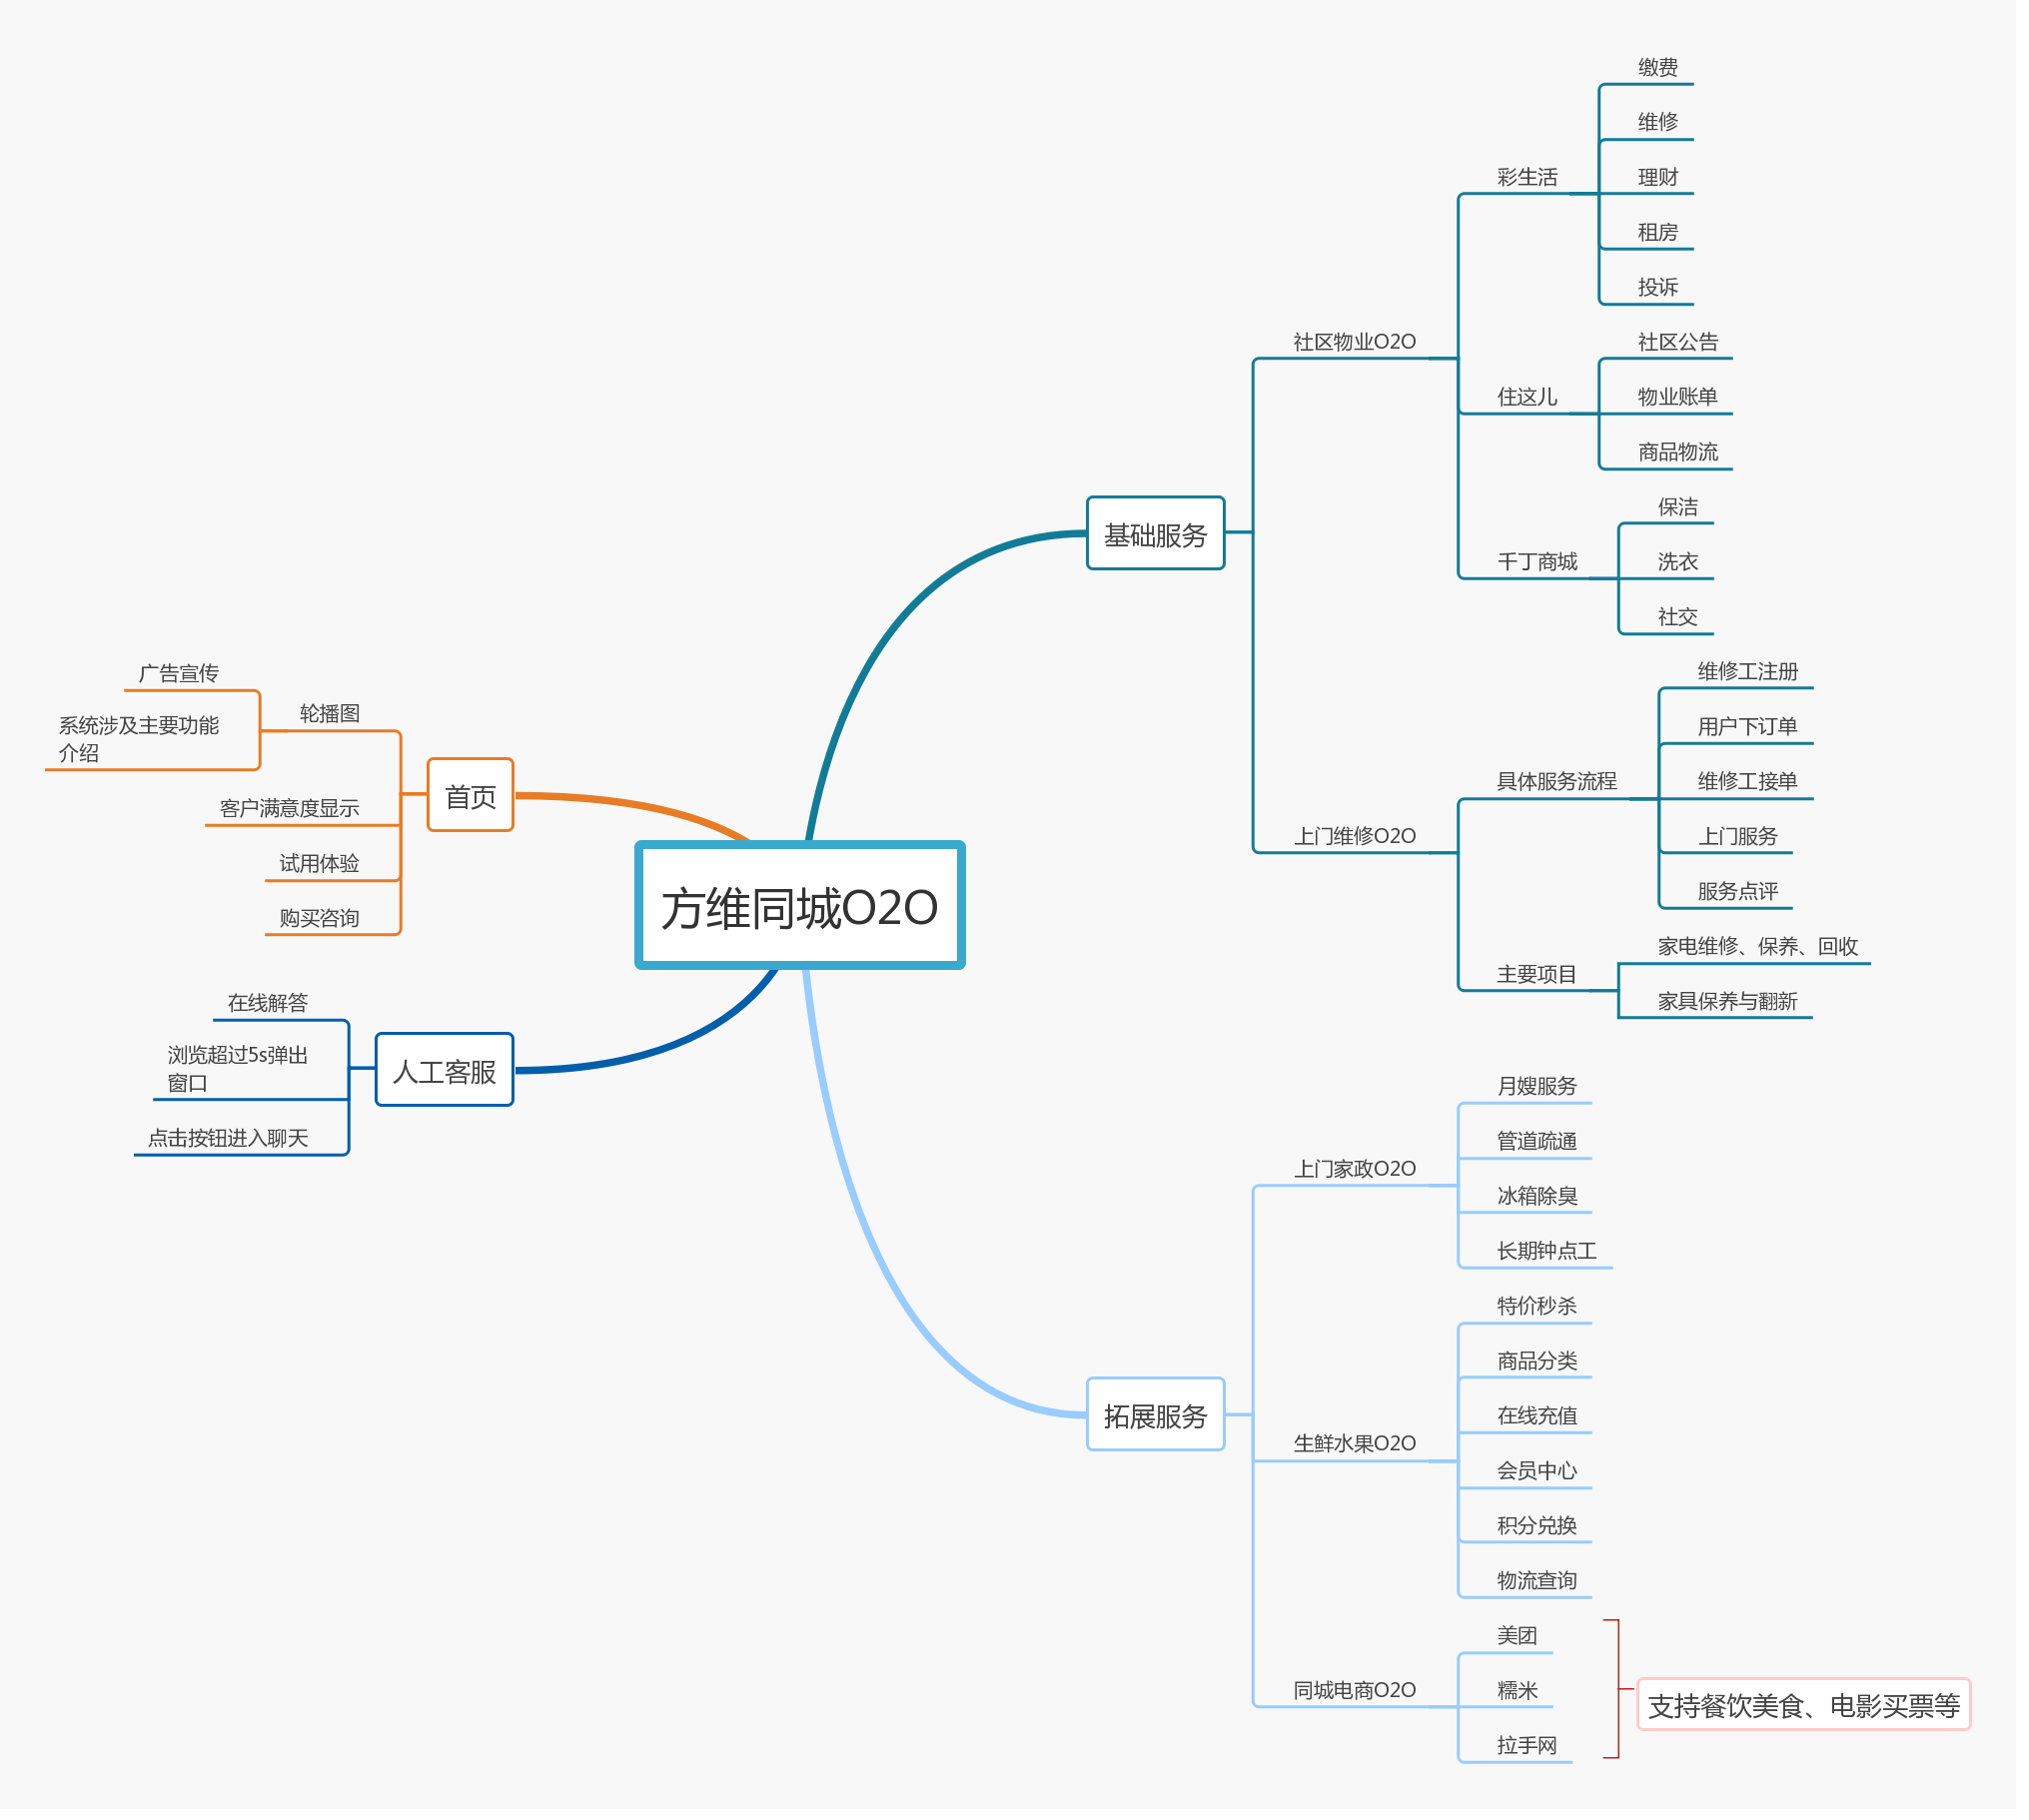 方维同城O2O
首页
轮播图
广告宣传
系统涉及主要功能
介绍
客户满意度显示
试用体验
购买咨询
人工客服
在线解答
浏览超过5s弹出
窗口
点击按钮进入聊天
基础服务
社区物业O2O
彩生活
缴费
维修
理财
租房
投诉
住这儿
社区公告
物业账单
商品物流
千丁商城
保洁
洗衣
社交
上门维修O2O
具体服务流程
维修工注册
用户下订单
维修工接单
上门服务
服务点评
主要项目
家电维修、保养、回收
家具保养与翻新
拓展服务
上门家政O2O
月嫂服务
管道疏通
冰箱除臭
长期钟点工
生鲜水果O2O
特价秒杀
商品分类
在线充值
会员中心
积分兑换
物流查询
同城电商O2O
美团
糯米
拉手网
支持餐饮美食、电影买票等